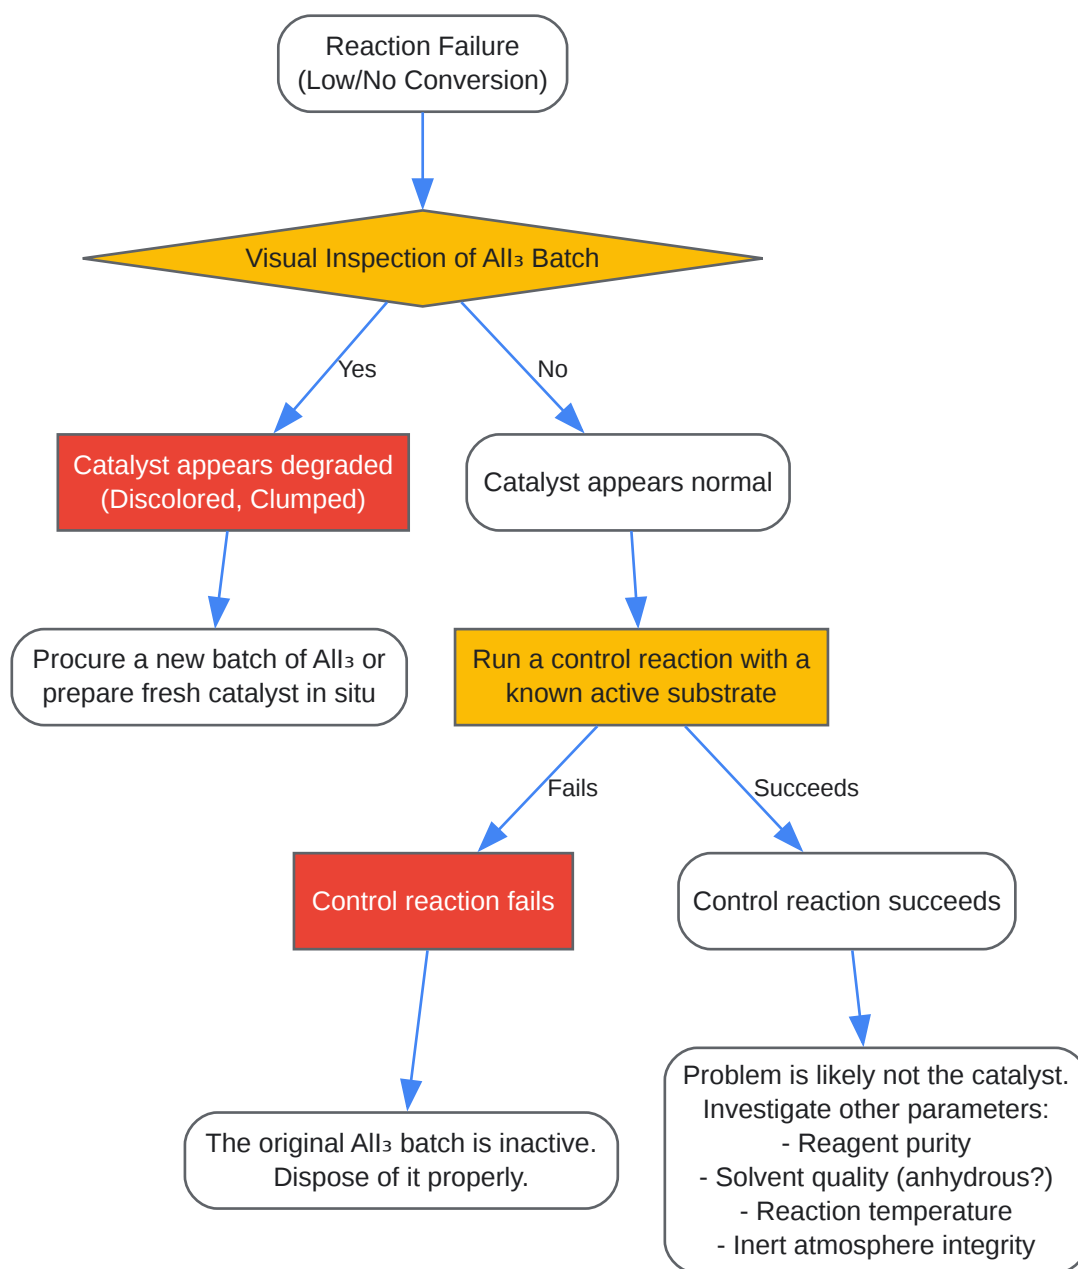 Reaction Failure
(Low/No Conversion)
Visual Inspection of AlI₃ Batch
Yes
No
Catalyst appears degraded
(Discolored, Clumped)
Catalyst appears normal
Procure a new batch of AlI₃ or
prepare fresh catalyst in situ
Run a control reaction with a
known active substrate
Fails
Succeeds
Control reaction fails
Control reaction succeeds
The original AlI₃ batch is inactive.
Dispose of it properly.
Problem is likely not the catalyst.
Investigate other parameters:
- Reagent purity
- Solvent quality (anhydrous?)
- Reaction temperature
- Inert atmosphere integrity